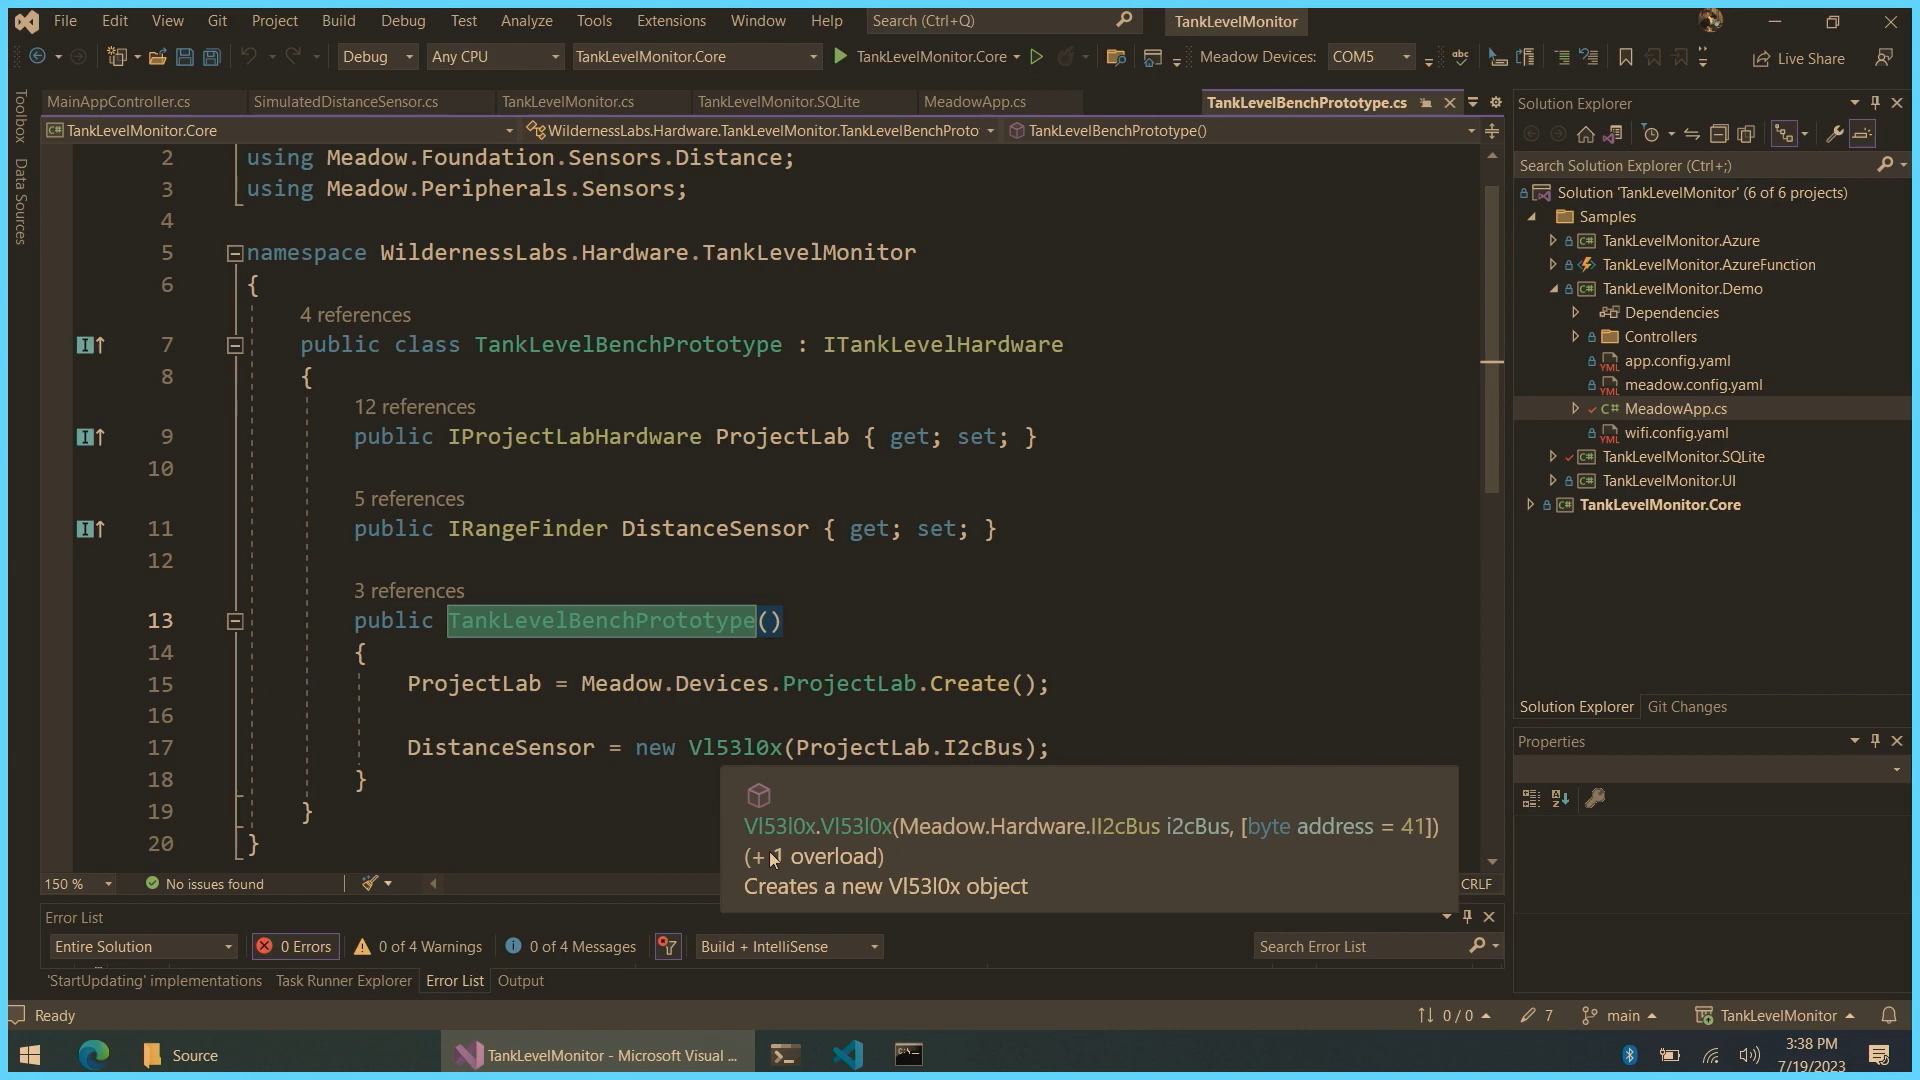 File Edit View Git Project Build Debug Test Analyze Tools Extensions Window Help Search (Ctrl+Q) TankLevelMonitor
Debug Any CPU TankLevelMonitor.Core TankLevelMonitor.Core Meadow Devices: COM5 abc Live Share
Toolbox
Data Sources
MainAppController.cs SimulatedDistanceSensor.cs TankLevelMonitor.cs TankLevelMonitor.SQLite MeadowApp.cs TankLevelBenchPrototype.cs
C# TankLevelMonitor.Core WildernessLabs.Hardware.TankLevelMonitor.TankLevelBenchProto TankLevelBenchPrototype()
2 using Meadow.Foundation.Sensors.Distance;
3 using Meadow.Peripherals.Sensors;
4
5 namespace WildernessLabs.Hardware.TankLevelMonitor
6 {
4 references
7 public class TankLevelBenchPrototype : ITankLevelHardware
8 {
12 references
9 public IProjectLabHardware ProjectLab { get; set; }
10
5 references
11 public IRangeFinder DistanceSensor { get; set; }
12
3 references
13 public TankLevelBenchPrototype()
14 {
15 ProjectLab = Meadow.Devices.ProjectLab.Create();
16
17 DistanceSensor = new Vl53l0x(ProjectLab.I2cBus);
18 }
19 }
20 }
Vl53l0x.Vl53l0x(Meadow.Hardware.II2cBus i2cBus, [byte address = 41])
(+ 1 overload)
Creates a new Vl53l0x object
150 % No issues found CRLF
Error List
Entire Solution 0 Errors 0 of 4 Warnings 0 of 4 Messages Build + IntelliSense Search Error List
'StartUpdating' implementations Task Runner Explorer Error List Output
Solution Explorer
Search Solution Explorer (Ctrl+;)
Solution 'TankLevelMonitor' (6 of 6 projects)
Samples
C# TankLevelMonitor.Azure
TankLevelMonitor.AzureFunction
C# TankLevelMonitor.Demo
Dependencies
Controllers
YML app.config.yaml
YML meadow.config.yaml
C# MeadowApp.cs
YML wifi.config.yaml
C# TankLevelMonitor.SQLite
C# TankLevelMonitor.UI
C# TankLevelMonitor.Core
Solution Explorer Git Changes
Properties
Ready 0 / 0 7 main TankLevelMonitor
Source TankLevelMonitor - Microsoft Visual ... 3:38 PM
7/19/2023